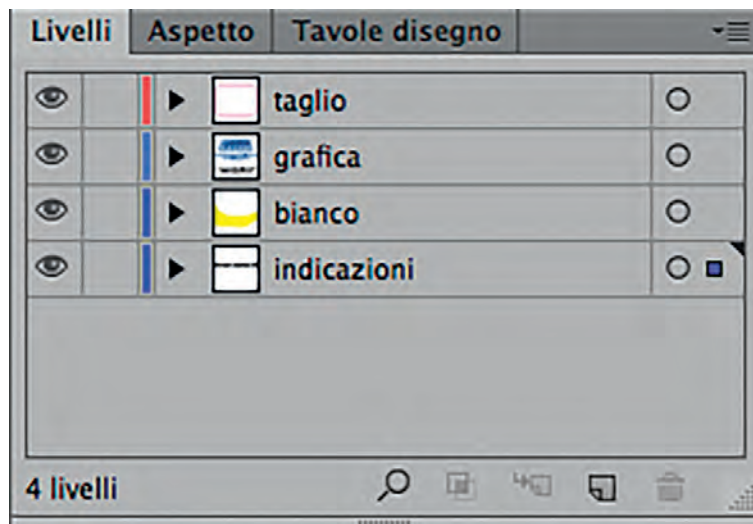 Livelli Aspetto Tavole disegno
taglio
grafica
bianco
indicazioni
4 livelli